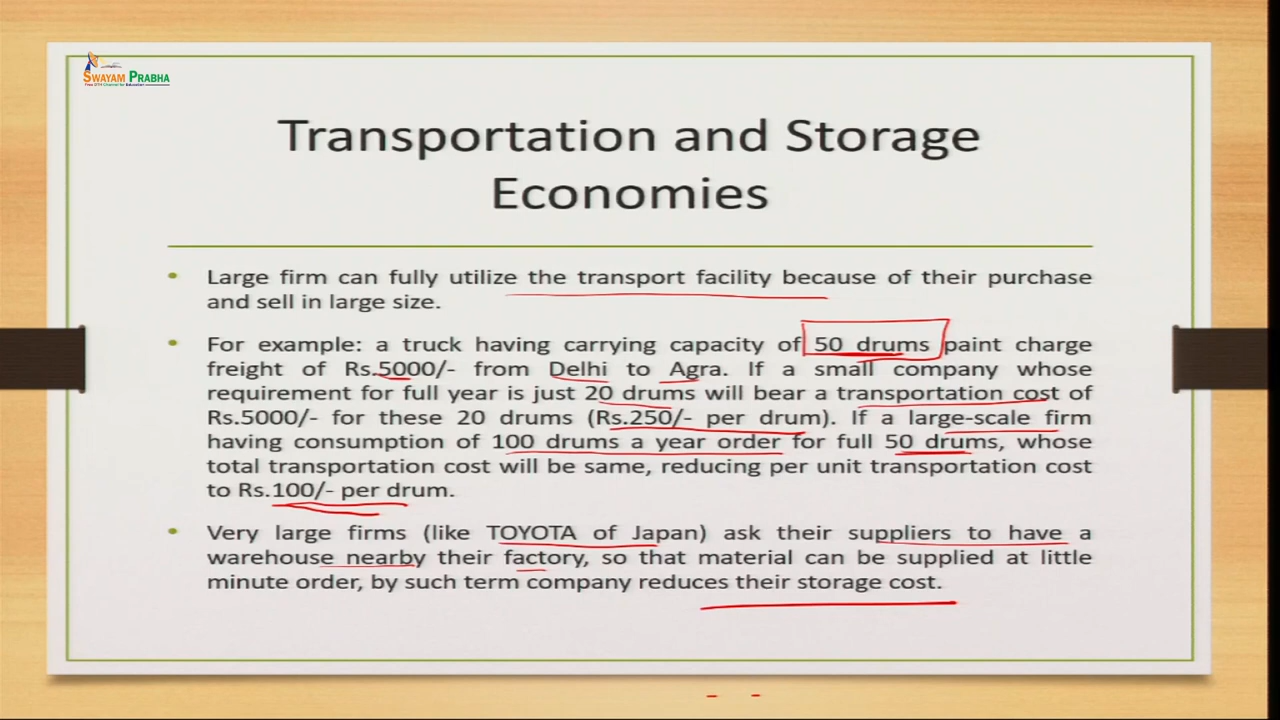 SWAYAM PRABHA
Free DTH Channel for Education
Transportation and Storage
Economies
• Large firm can fully utilize the transport facility because of their purchase
and sell in large size.
• For example: a truck having carrying capacity of 50 drums paint charge
freight of Rs.5000/- from Delhi to Agra. If a small company whose
requirement for full year is just 20 drums will bear a transportation cost of
Rs.5000/- for these 20 drums (Rs.250/- per drum). If a large-scale firm
having consumption of 100 drums a year order for full 50 drums, whose
total transportation cost will be same, reducing per unit transportation cost
to Rs.100/- per drum.
• Very large firms (like TOYOTA of Japan) ask their suppliers to have a
warehouse nearby their factory, so that material can be supplied at little
minute order, by such term company reduces their storage cost.